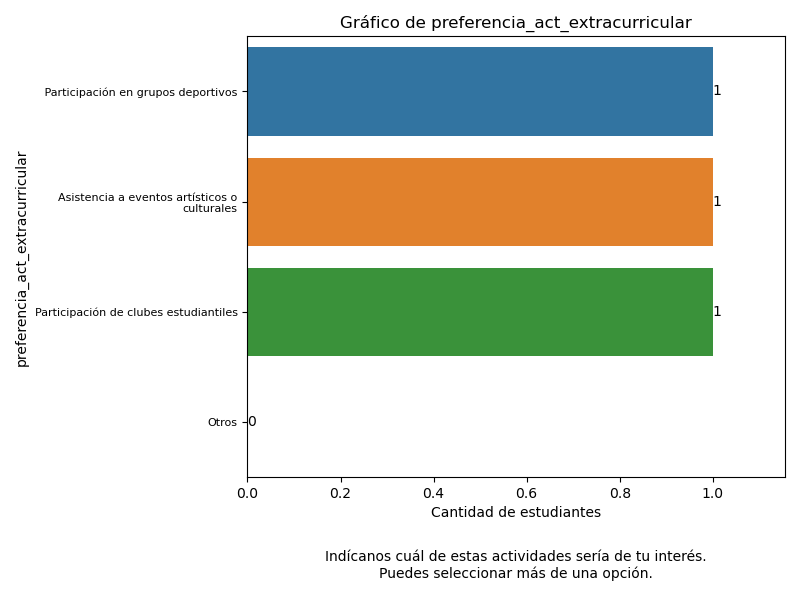 Gráfico de preferencia_act_extracurricular
preferencia_act_extracurricular
Participación en grupos deportivos
1
Asistencia a eventos artísticos o
culturales
1
Participación de clubes estudiantiles
1
Otros
0
0.0 0.2 0.4 0.6 0.8 1.0
Cantidad de estudiantes
Indícanos cuál de estas actividades sería de tu interés.
Puedes seleccionar más de una opción.